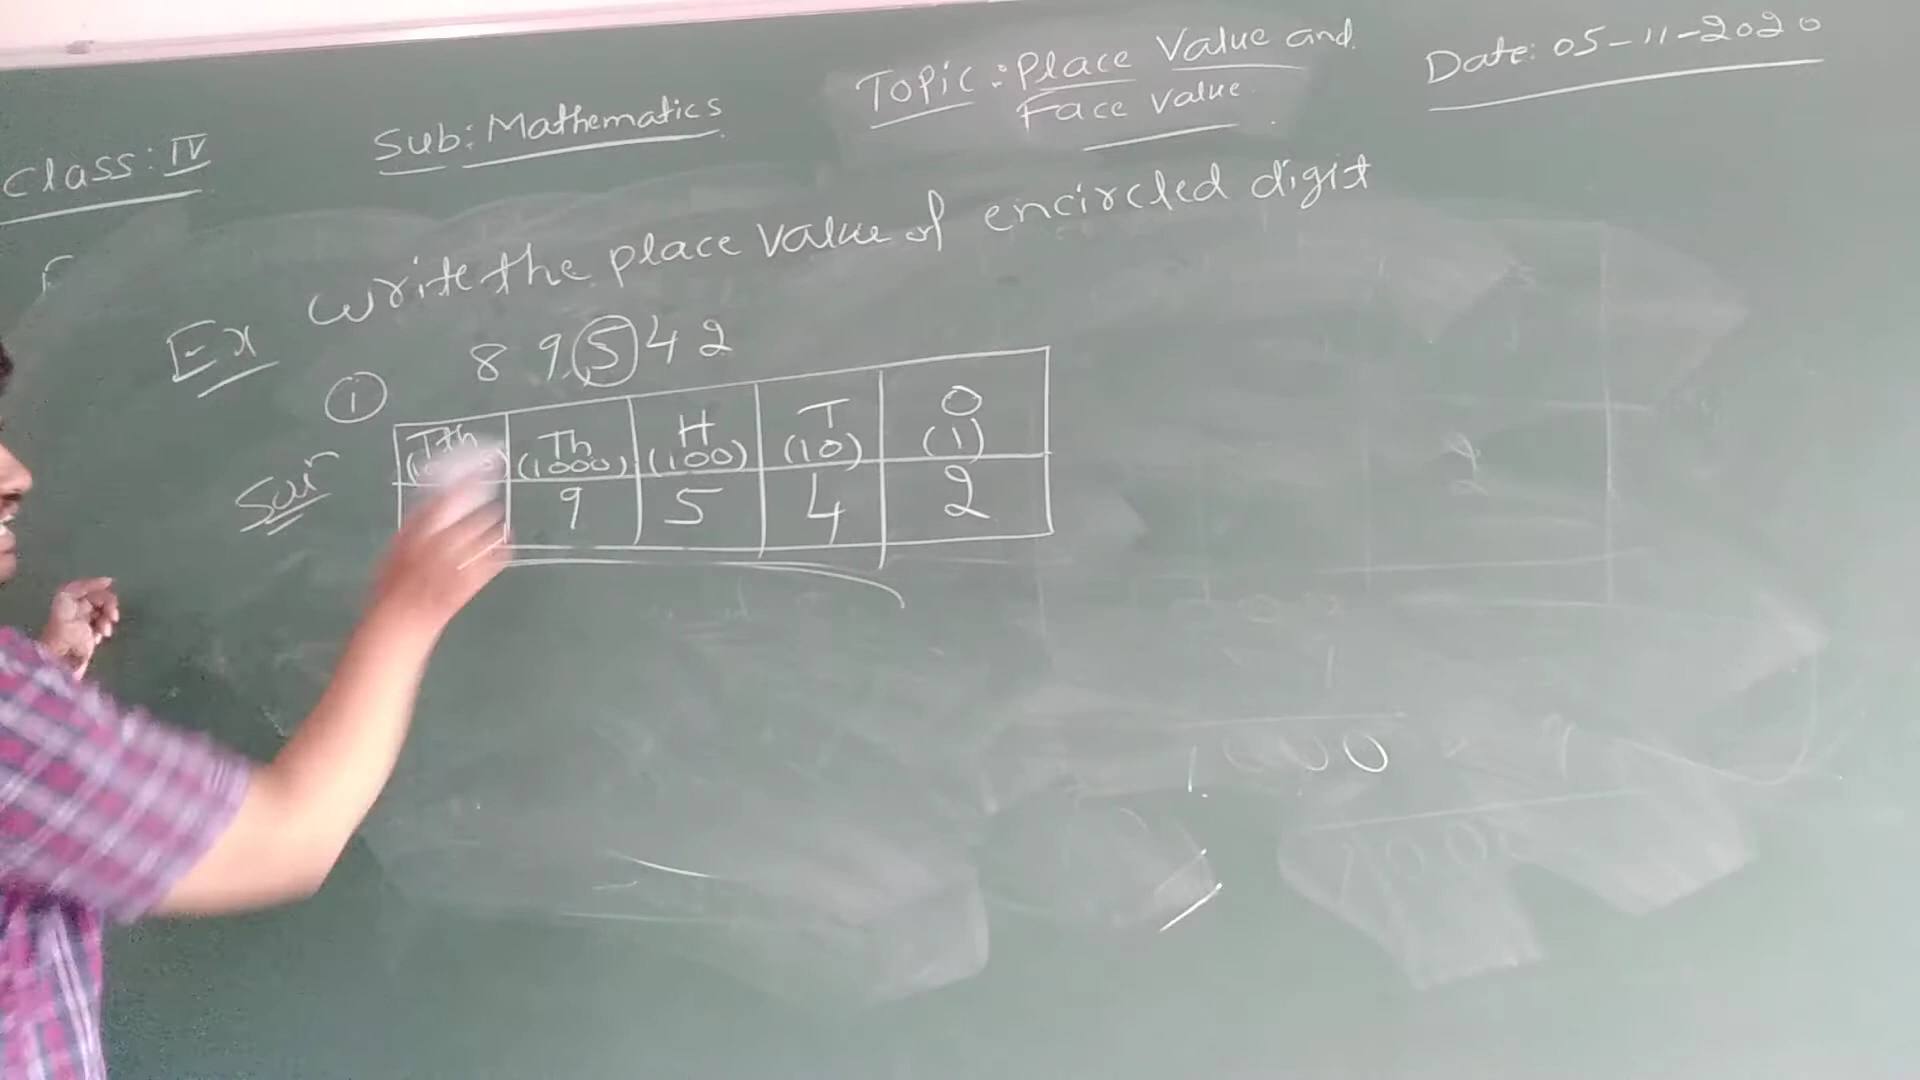 Class: IV
Sub: Mathematics
Topic: Place Value and
Face Value
Date: 05-11-2020
Ex Write the place value of encircled digit
① 8 9 5 4 2
TTh Th H T O
(1000) (100) (10) (1)
9 5 4 2